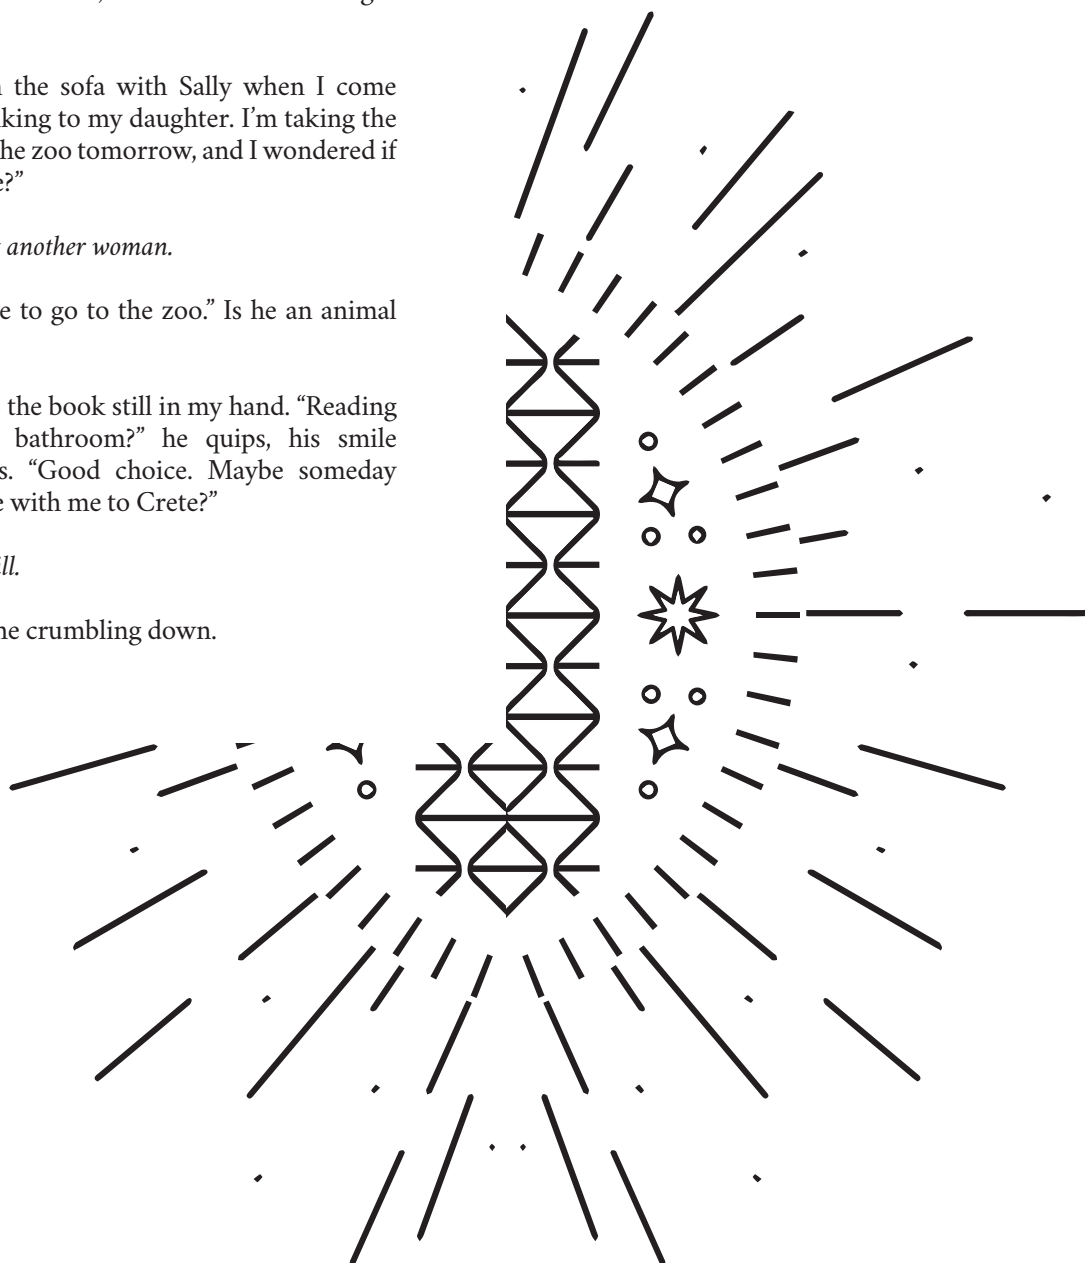 the sofa with Sally when I come
king to my daughter. I’m taking the
he zoo tomorrow, and I wondered if
e?”
another woman.
e to go to the zoo.” Is he an animal
the book still in my hand. “Reading
bathroom?” he quips, his smile
s. “Good choice. Maybe someday
e with me to Crete?”
ill.
ne crumbling down.